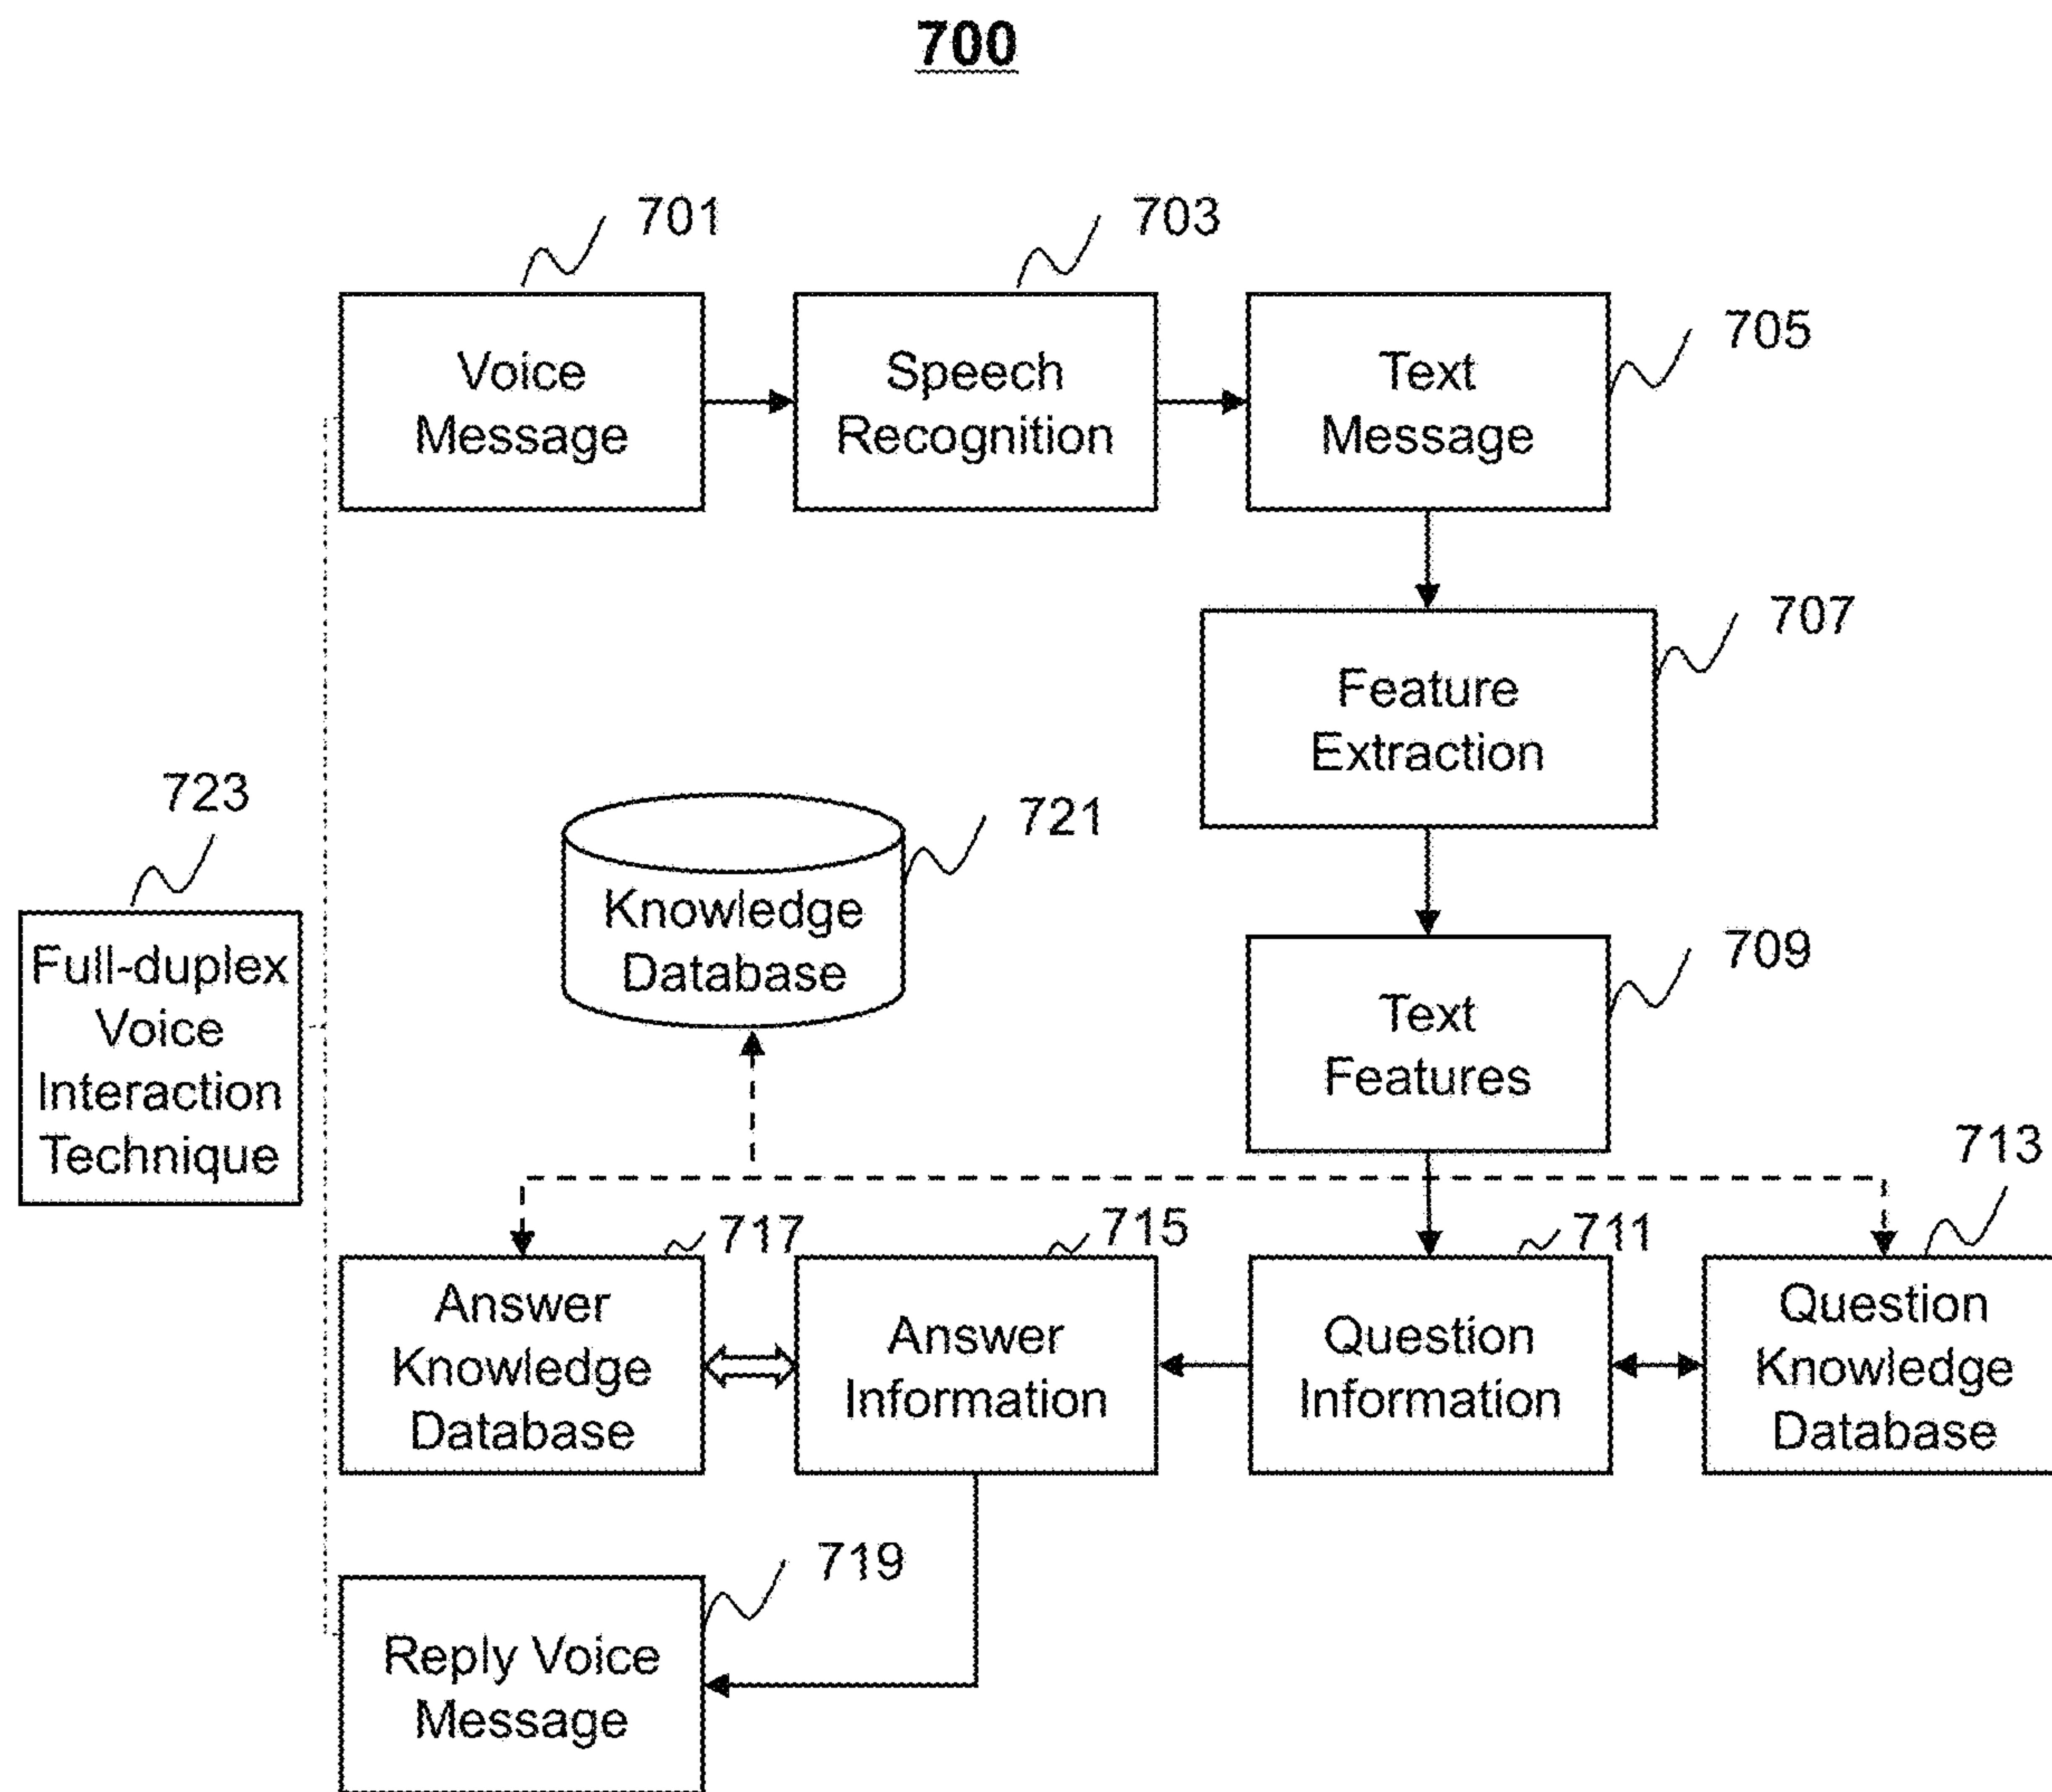 700
701
703
Voice
Message
Speech
Recognition
Text
Message
705
707
Feature
Extraction
723
721
Knowledge
Database
709
Full-duplex
Voice
Interaction
Technique
Text
Features
713
717
715
711
Answer
Knowledge
Database
Answer
Information
Question
Information
Question
Knowledge
Database
719
Reply Voice
Message